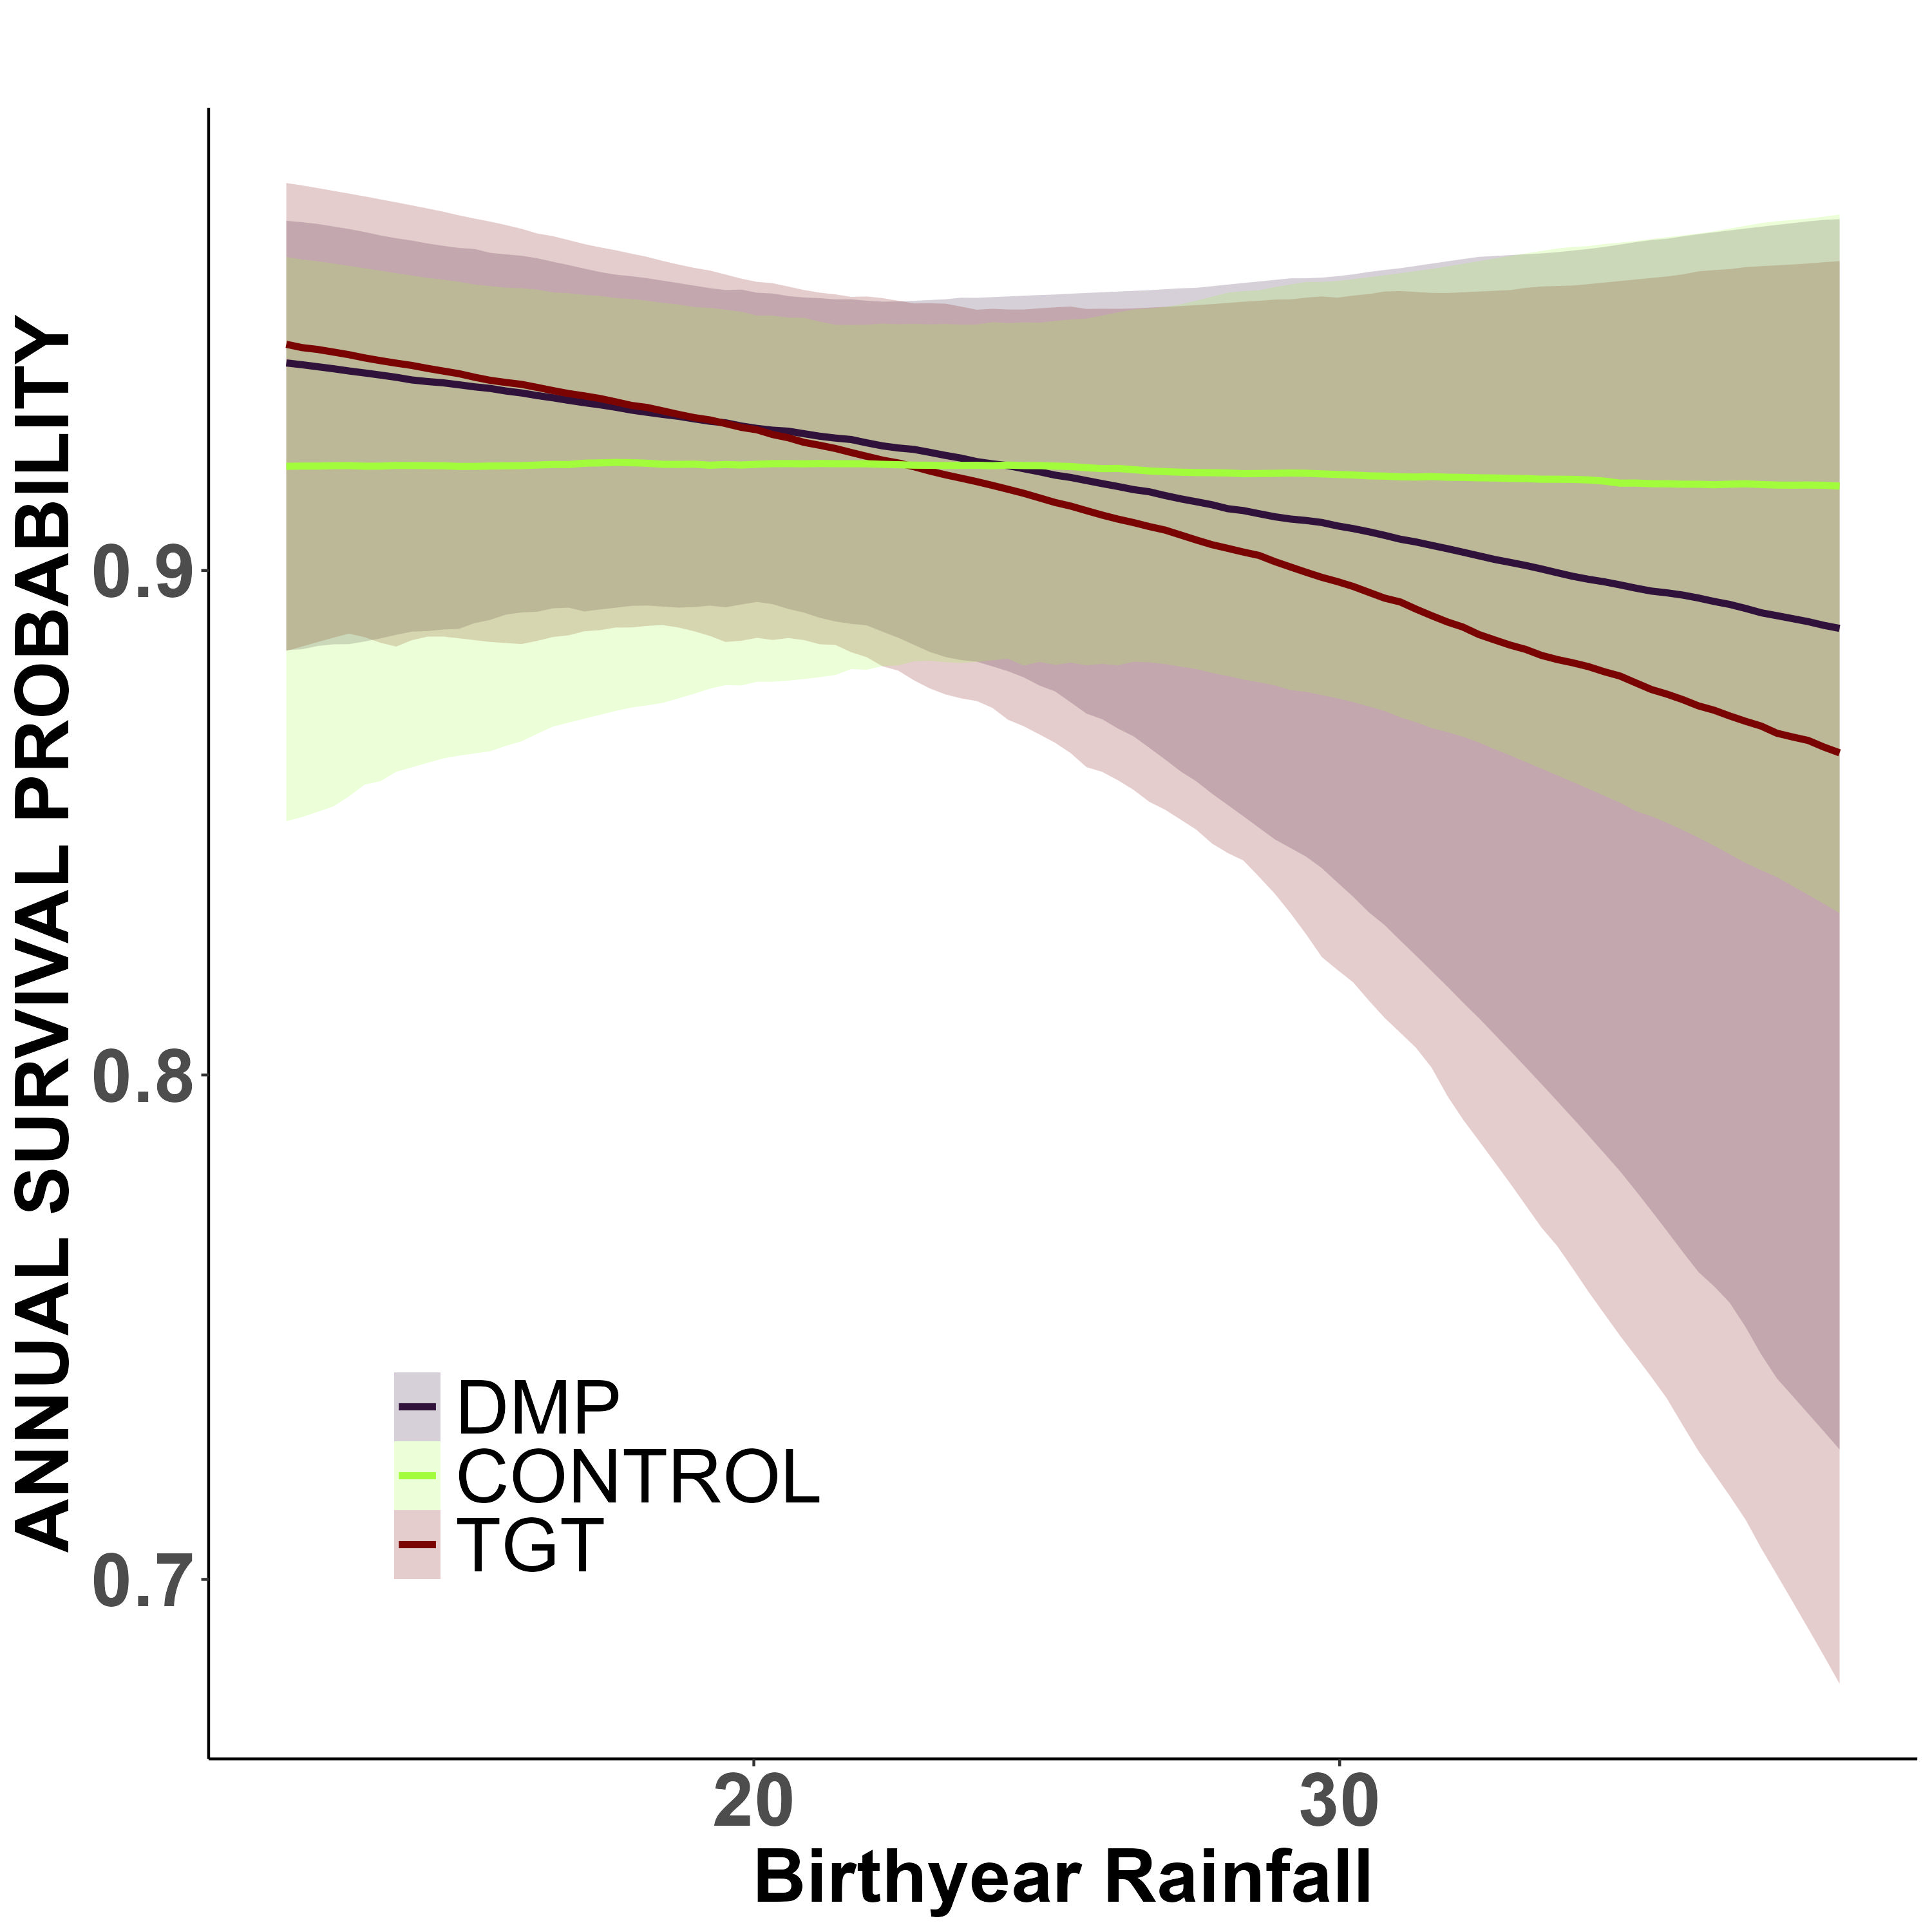 ANNUAL SURVIVAL PROBABILITY
0.9
0.8
0.7
DMP
CONTROL
TGT
20
30
Birthyear Rainfall